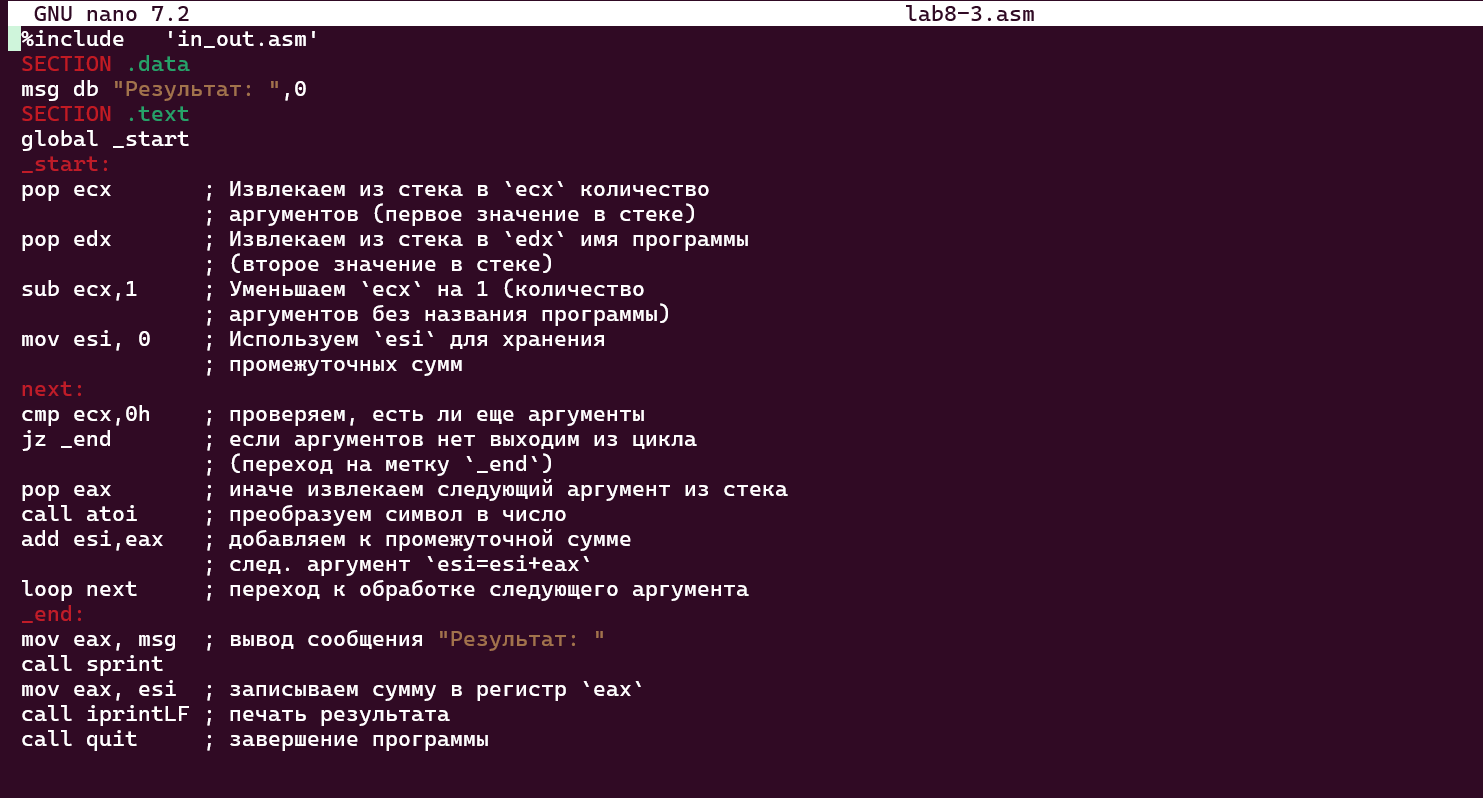 GNU nano 7.2 lab8-3.asm
%include   'in_out.asm'
SECTION .data
msg db "Результат: ",0
SECTION .text
global _start
_start:
pop ecx       ; Извлекаем из стека в `ecx` количество
              ; аргументов (первое значение в стеке)
pop edx       ; Извлекаем из стека в `edx` имя программы
              ; (второе значение в стеке)
sub ecx,1     ; Уменьшаем `ecx` на 1 (количество
              ; аргументов без названия программы)
mov esi, 0    ; Используем `esi` для хранения
              ; промежуточных сумм
next:
cmp ecx,0h    ; проверяем, есть ли еще аргументы
jz _end       ; если аргументов нет выходим из цикла
              ; (переход на метку `_end`)
pop eax       ; иначе извлекаем следующий аргумент из стека
call atoi     ; преобразуем символ в число
add esi,eax   ; добавляем к промежуточной сумме
              ; след. аргумент `esi=esi+eax`
loop next     ; переход к обработке следующего аргумента
_end:
mov eax, msg  ; вывод сообщения "Результат: "
call sprint
mov eax, esi  ; записываем сумму в регистр `eax`
call iprintLF ; печать результата
call quit     ; завершение программы